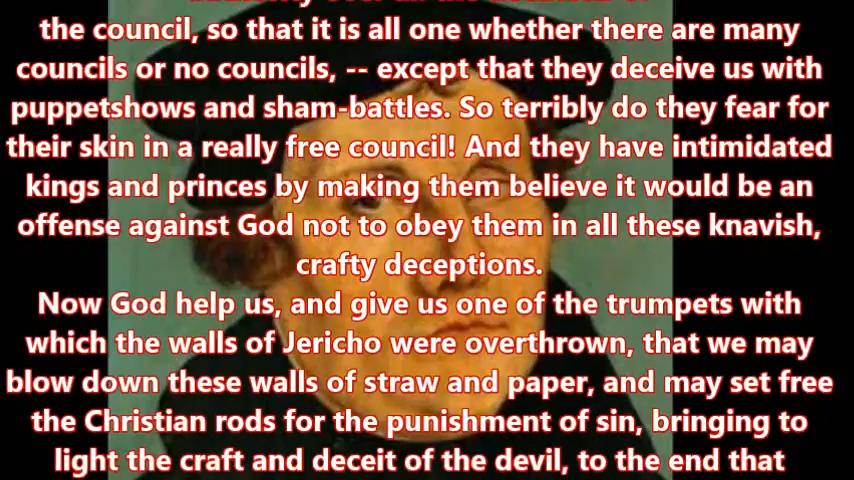 the council, so that it is all one whether there are many
councils or no councils, -- except that they deceive us with
puppetshows and sham-battles. So terribly do they fear for
their skin in a really free council! And they have intimidated
kings and princes by making them believe it would be an
offense against God not to obey them in all these knavish,
crafty deceptions.
Now God help us, and give us one of the trumpets with
which the walls of Jericho were overthrown, that we may
blow down these walls of straw and paper, and may set free
the Christian rods for the punishment of sin, bringing to
light the craft and deceit of the devil, to the end that